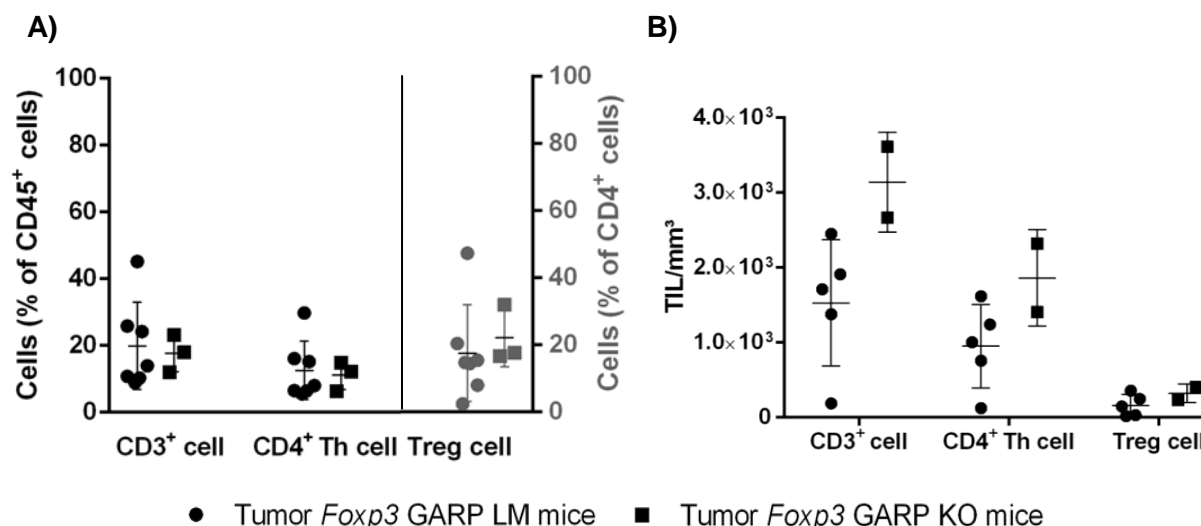 A)
B)
Cells (% of CD45⁺ cells)
100
80
60
40
20
0
CD3⁺ cell
CD4⁺ Th cell
Treg cell
100
80
60
40
20
0
Cells (% of CD4⁺ cells)
TIL/mm³
4.0×10³
3.0×10³
2.0×10³
1.0×10³
0
CD3⁺ cell
CD4⁺ Th cell
Treg cell
Tumor Foxp3 GARP LM mice
Tumor Foxp3 GARP KO mice